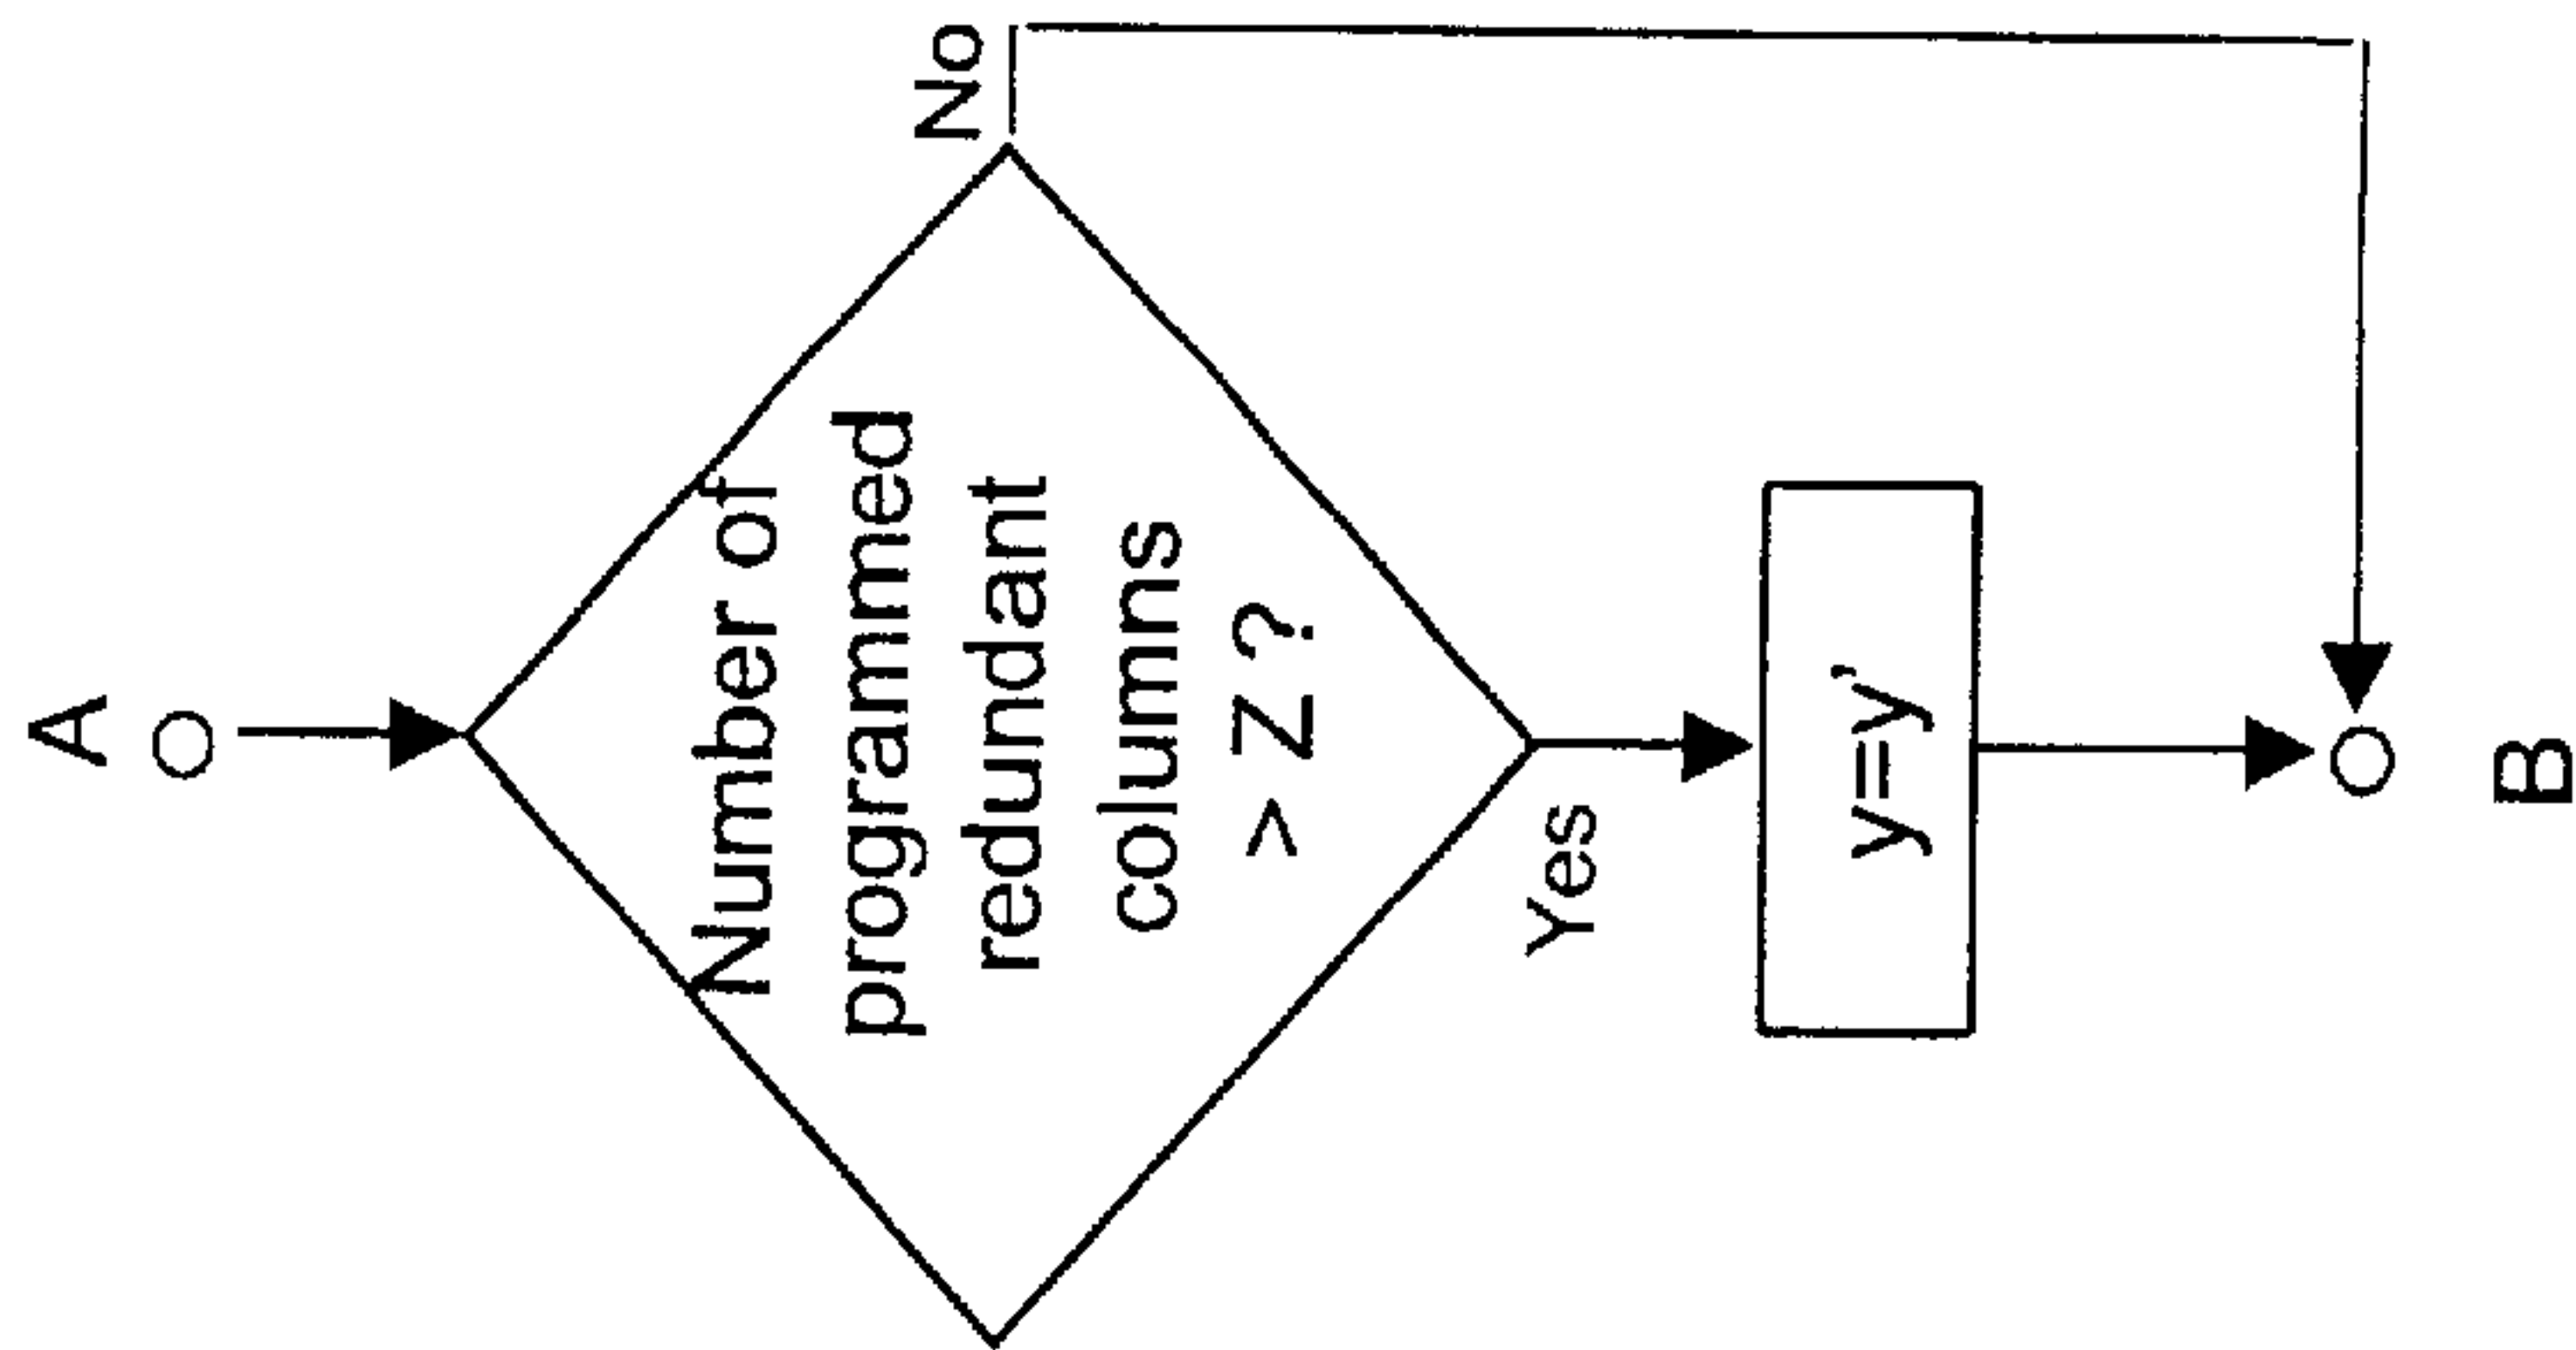 A
Number of
programmed
redundant
columns
> Z ?
No
Yes
y=y'
B